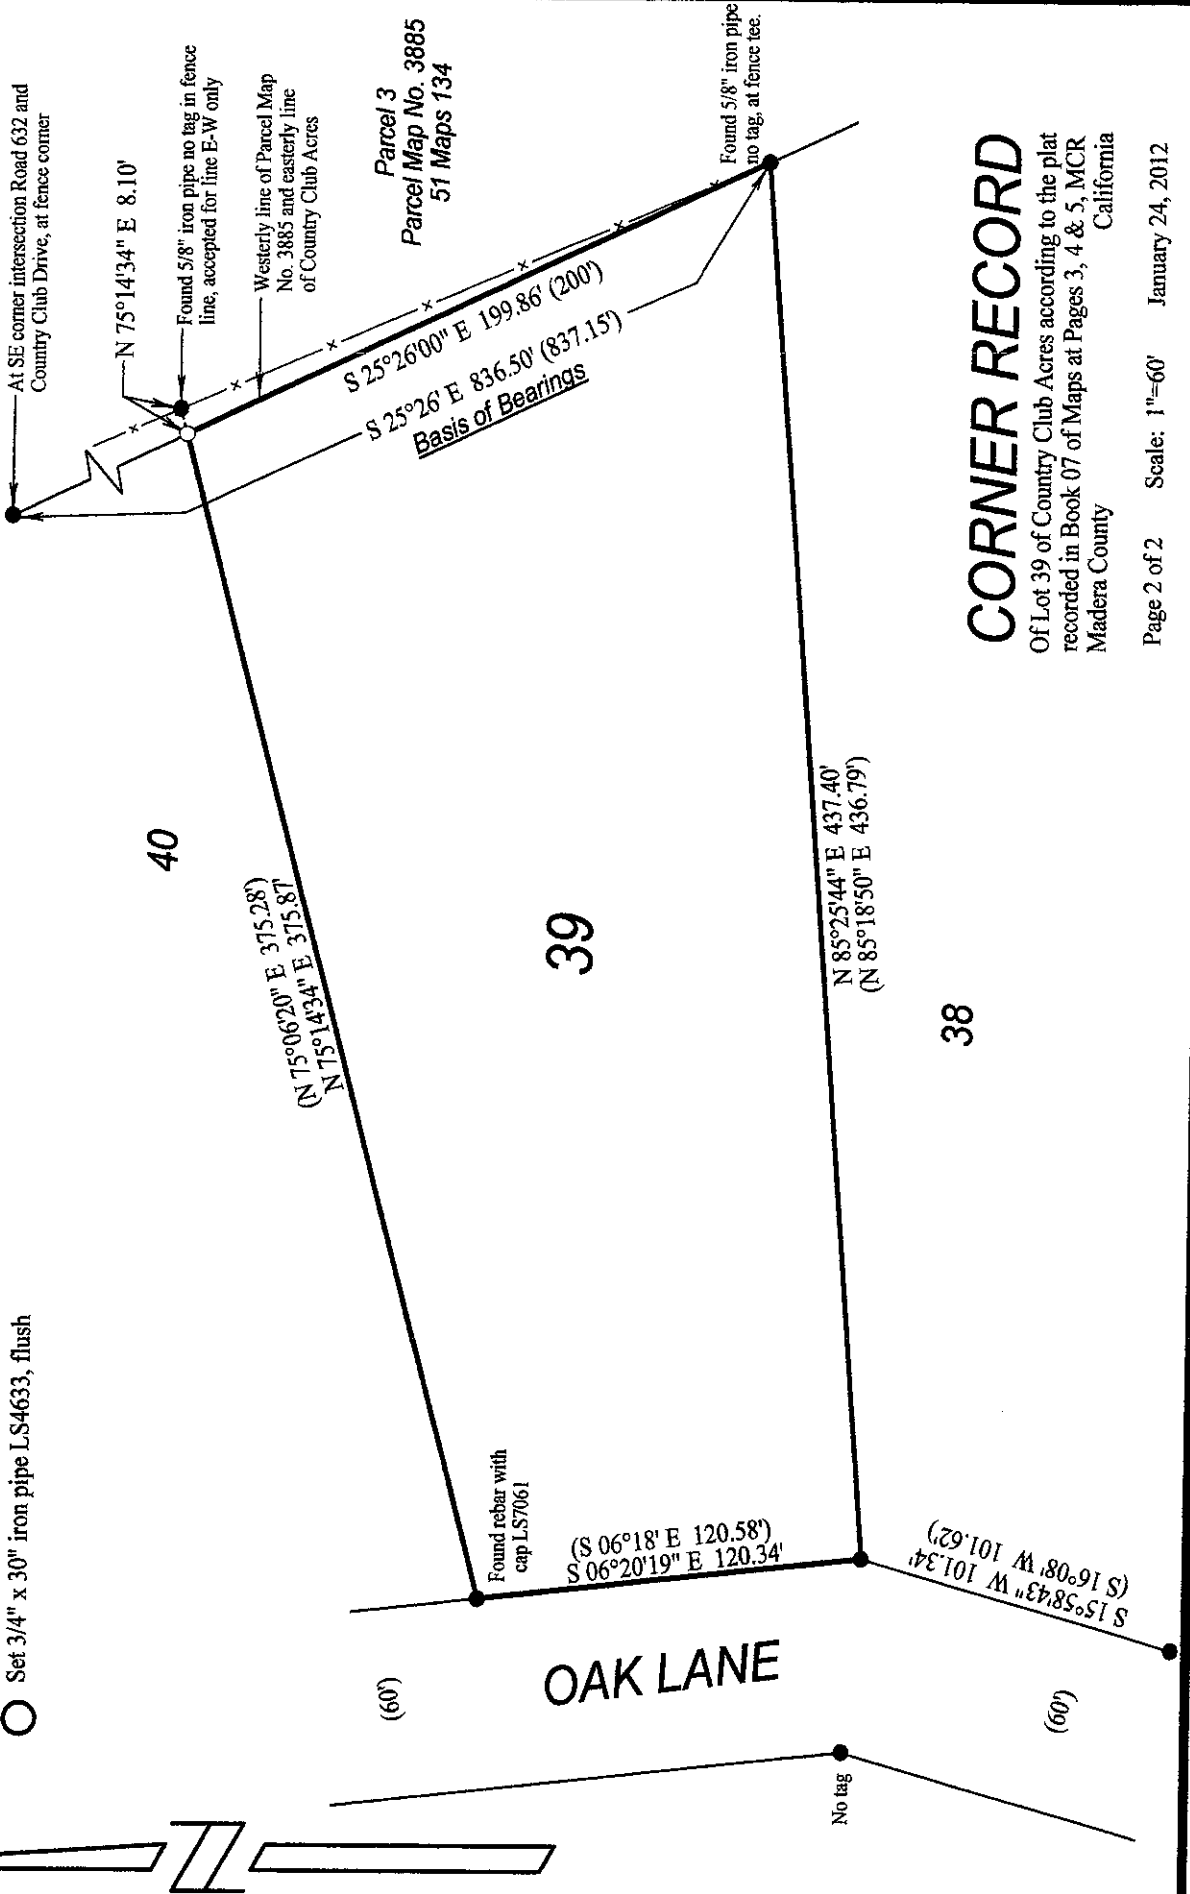 Set 3/4" x 30" iron pipe LS4633, flush
At SE corner intersection Road 632 and
Country Club Drive, at fence corner
N 75°14'34" E 8.10'
Found 5/8" iron pipe no tag in fence
line, accepted for line E-W only
Westerly line of Parcel Map
No. 3885 and easterly line
of Country Club Acres
Parcel 3
Parcel Map No. 3885
51 Maps 134
Found 5/8" iron pipe
no tag, at fence tee.
S 25°26'00" E 199.86' (200')
S 25°26' E 836.50' (837.15')
Basis of Bearings
40
(N 75°06'20" E 375.28')
N 75°14'34" E 375.87'
39
N 85°25'44" E 437.40'
(N 85°18'50" E 436.79')
38
Found rebar with
cap LS7061
(S 06°18' E 120.58')
S 06°20'19" E 120.34'
S 15°58'43" W 101.34'
(S 16°08' W 101.62')
(60')
OAK LANE
(60')
No tag
N
CORNER RECORD
Of Lot 39 of Country Club Acres according to the plat
recorded in Book 07 of Maps at Pages 3, 4 & 5, MCR
Madera County California
Page 2 of 2 Scale: 1"=60' January 24, 2012